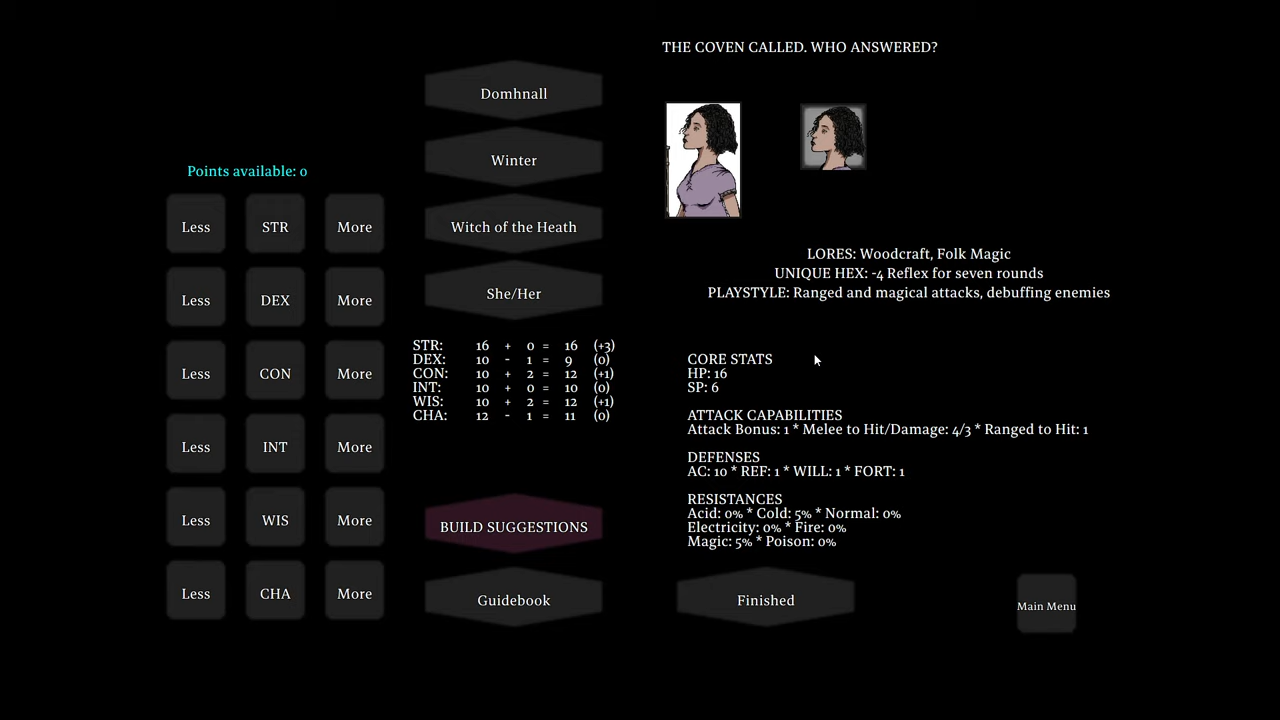 THE COVEN CALLED. WHO ANSWERED?
Domhnall
Winter
Witch of the Heath
She/Her
Points available: 0
Less STR More
Less DEX More
Less CON More
Less INT More
Less WIS More
Less CHA More
STR: 16 + 0 = 16 (+3)
DEX: 10 - 1 = 9 (0)
CON: 10 + 2 = 12 (+1)
INT: 10 + 0 = 10 (0)
WIS: 10 + 2 = 12 (+1)
CHA: 12 - 1 = 11 (0)
BUILD SUGGESTIONS
Guidebook
LORES: Woodcraft, Folk Magic
UNIQUE HEX: -4 Reflex for seven rounds
PLAYSTYLE: Ranged and magical attacks, debuffing enemies
CORE STATS
HP: 16
SP: 6
ATTACK CAPABILITIES
Attack Bonus: 1 * Melee to Hit/Damage: 4/3 * Ranged to Hit: 1
DEFENSES
AC: 10 * REF: 1 * WILL: 1 * FORT: 1
RESISTANCES
Acid: 0% * Cold: 5% * Normal: 0%
Electricity: 0% * Fire: 0%
Magic: 5% * Poison: 0%
Finished
Main Menu